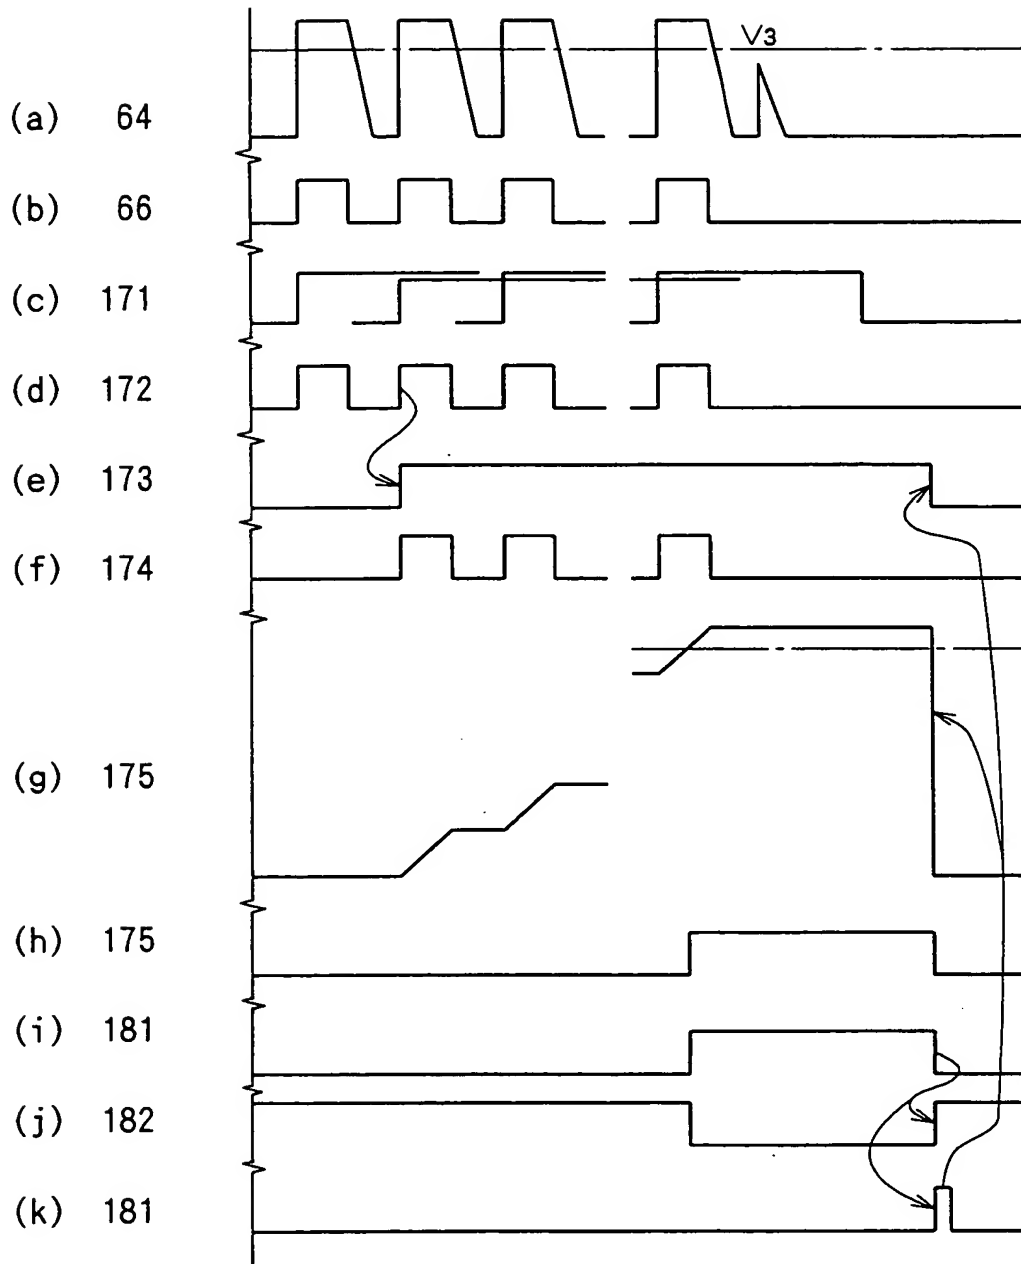 V3
(a) 64
(b) 66
(c) 171
(d) 172
(e) 173
(f) 174
(g) 175
(h) 175
(i) 181
(j) 182
(k) 181